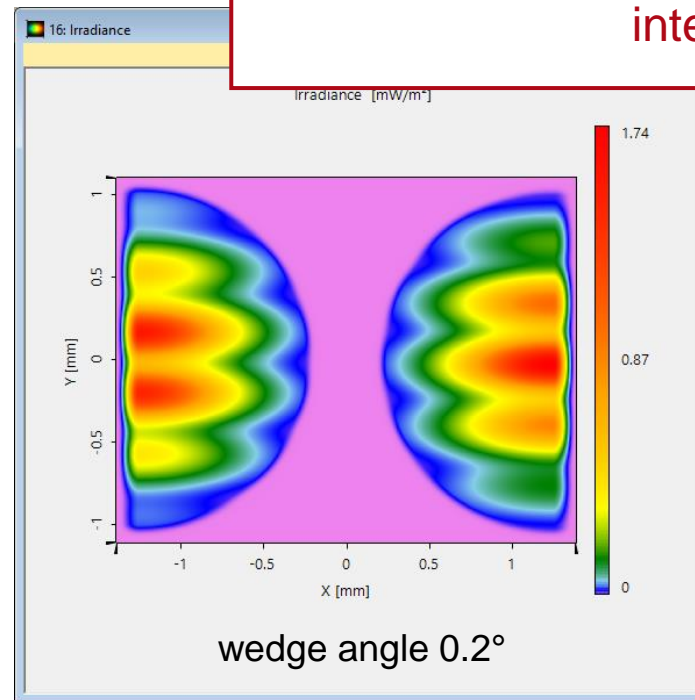 inte
16: Irradiance
Irradiance [mW/m²]
1.74
0.87
0
1
0.5
0
-0.5
-1
Y [mm]
-1
-0.5
0
0.5
1
X [mm]
wedge angle 0.2°